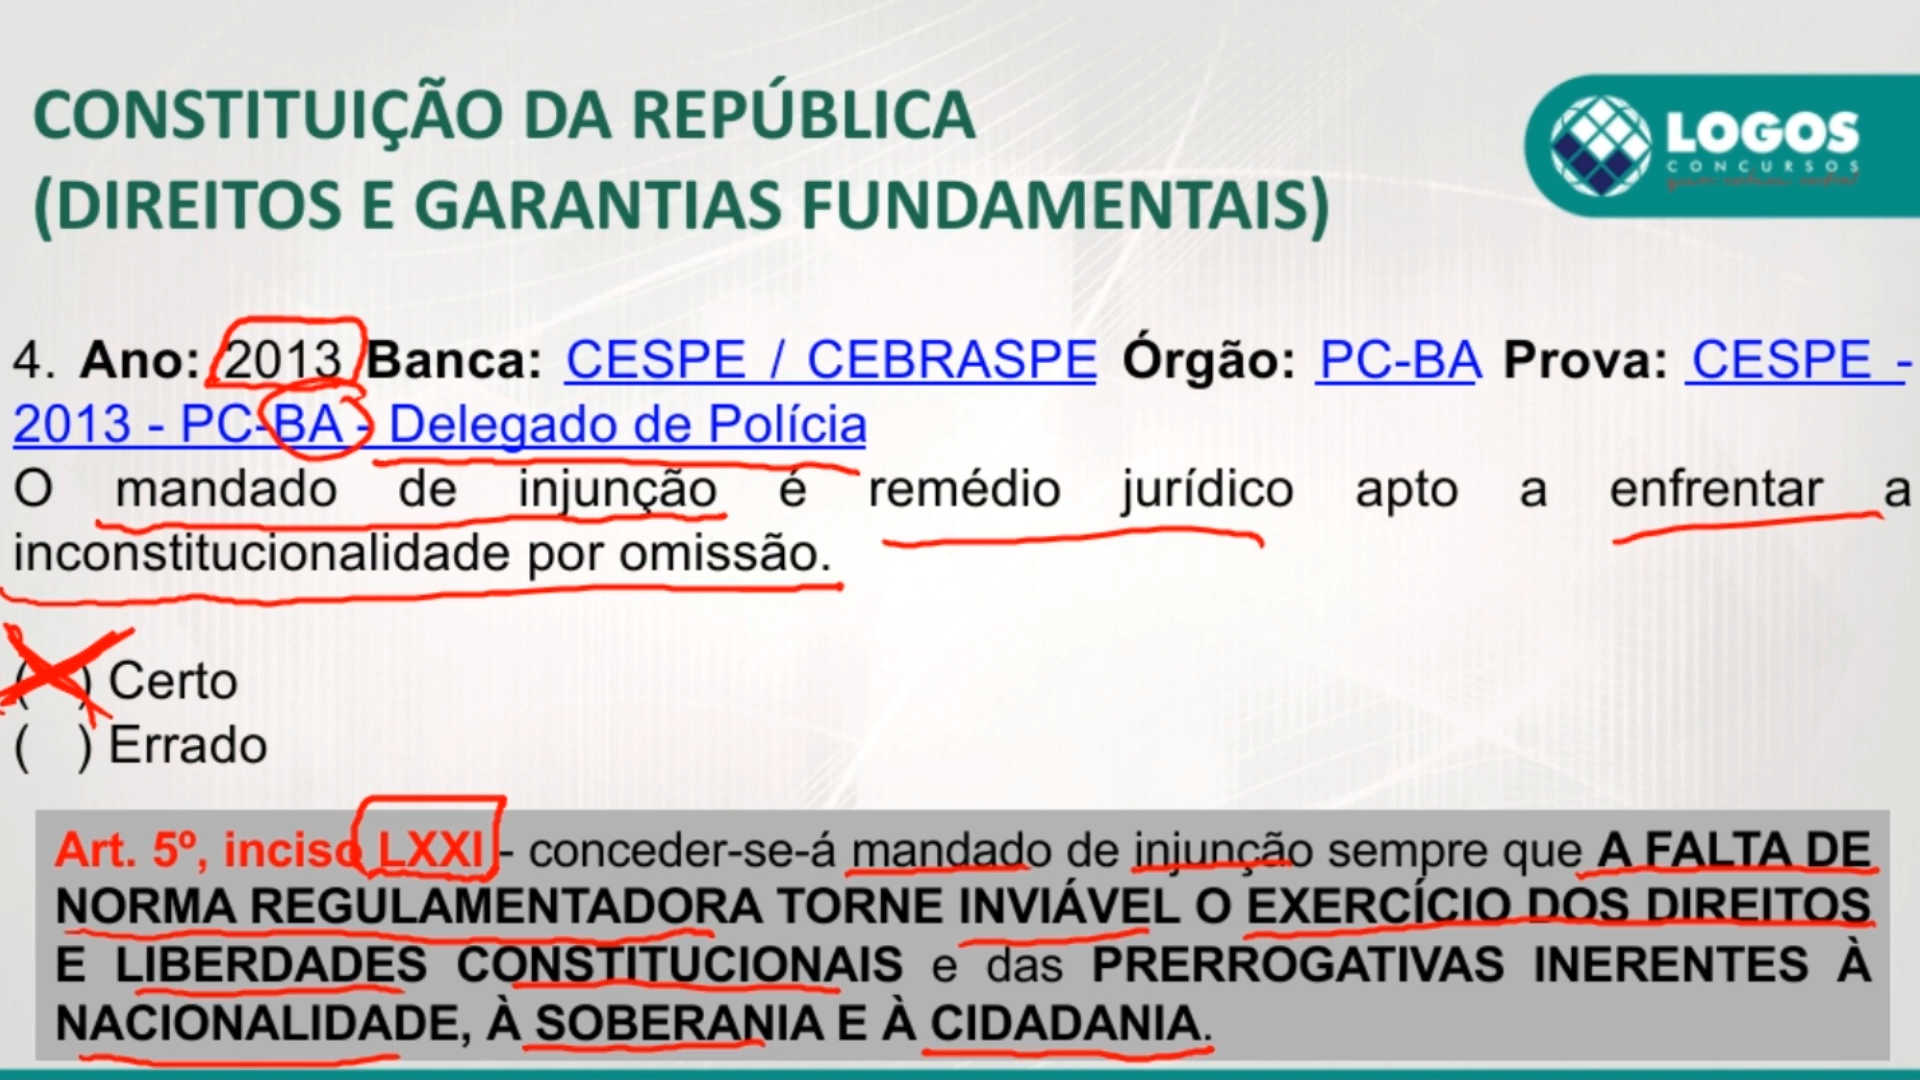 CONSTITUIÇÃO DA REPÚBLICA
(DIREITOS E GARANTIAS FUNDAMENTAIS)
LOGOS
CONCURSOS
4. Ano: 2013 Banca: CESPE / CEBRASPE Órgão: PC-BA Prova: CESPE -
2013 - PC-BA - Delegado de Polícia
O mandado de injunção é remédio jurídico apto a enfrentar a
inconstitucionalidade por omissão.
( ) Certo
( ) Errado
Art. 5º, inciso LXXI - conceder-se-á mandado de injunção sempre que A FALTA DE
NORMA REGULAMENTADORA TORNE INVIÁVEL O EXERCÍCIO DOS DIREITOS
E LIBERDADES CONSTITUCIONAIS e das PRERROGATIVAS INERENTES À
NACIONALIDADE, À SOBERANIA E À CIDADANIA.